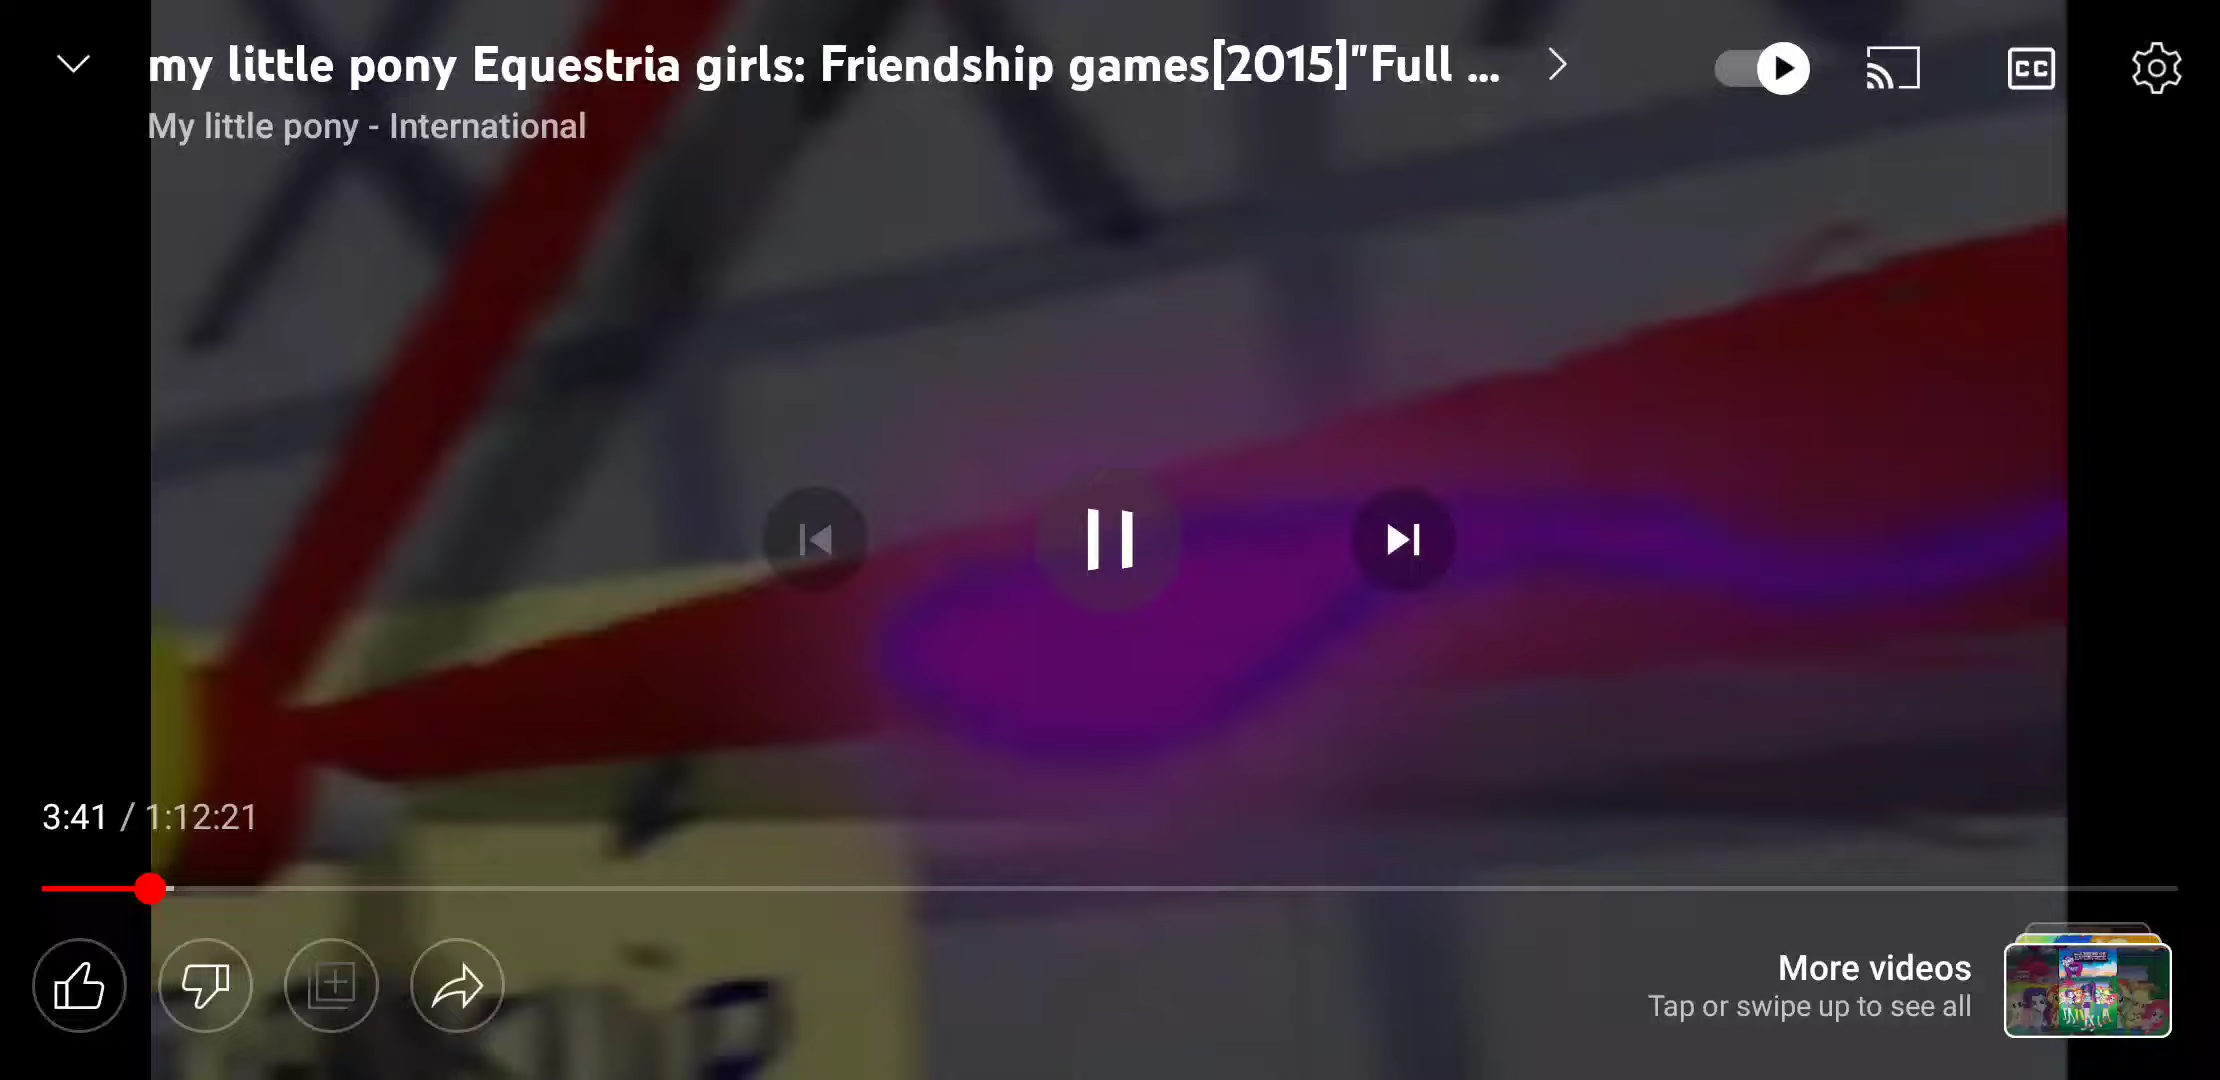 my little pony Equestria girls: Friendship games[2015]"Full ...
My little pony - International
CC
3:41 / 1:12:21
More videos
Tap or swipe up to see all